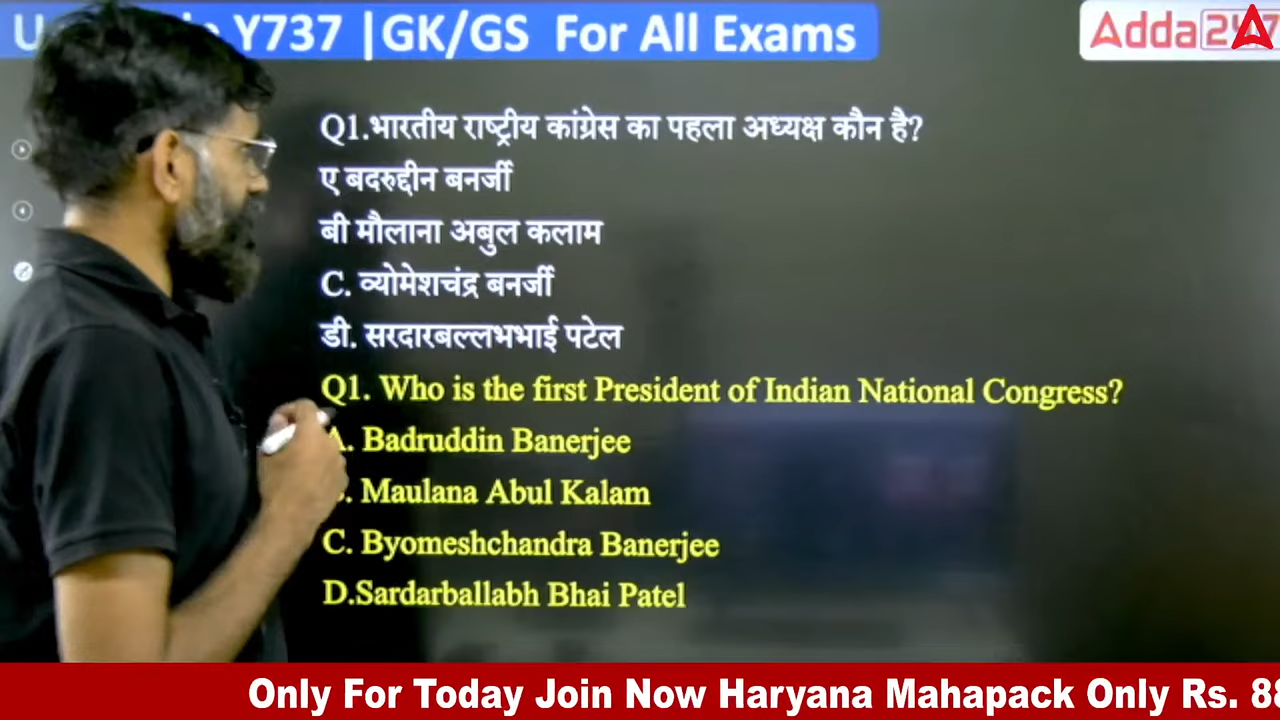 Y737 |GK/GS For All Exams
Adda247
Q1.भारतीय राष्ट्रीय कांग्रेस का पहला अध्यक्ष कौन है?
ए बदरुद्दीन बनर्जी
बी मौलाना अबुल कलाम
C. व्योमेशचंद्र बनर्जी
डी. सरदारबल्लभभाई पटेल
Q1. Who is the first President of Indian National Congress?
A. Badruddin Banerjee
B. Maulana Abul Kalam
C. Byomeshchandra Banerjee
D.Sardarballabh Bhai Patel
Only For Today Join Now Haryana Mahapack Only Rs. 88